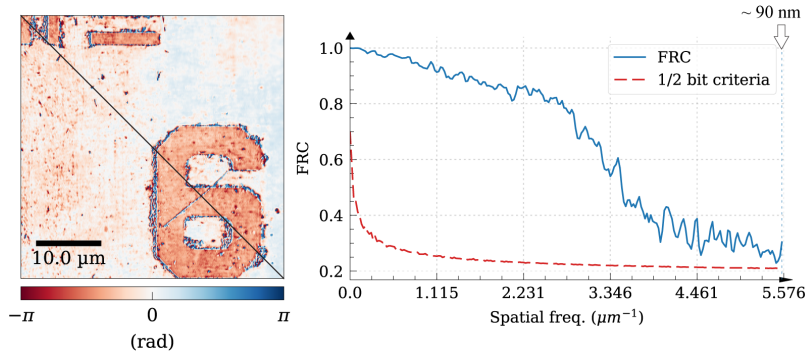 6
10.0 μm
−π 0 π
(rad)
~ 90 nm
FRC
1/2 bit criteria
FRC
1.0
0.8
0.6
0.4
0.2
0.0 1.115 2.231 3.346 4.461 5.576
Spatial freq. (μm⁻¹)